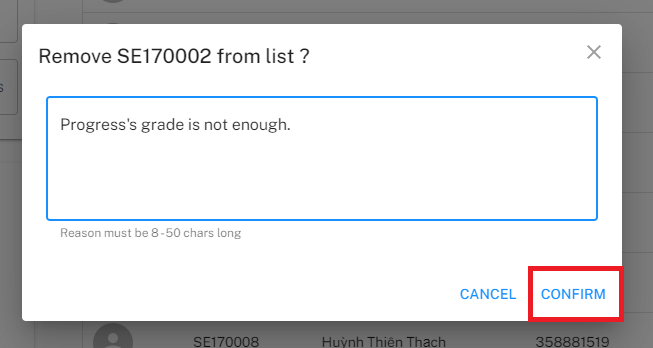 Remove SE170002 from list ?
s
Progress's grade is not enough.
Reason must be 8-50 chars long
CANCEL CONFIRM
SE170008 Huỳnh Thiên Thạch 358881519